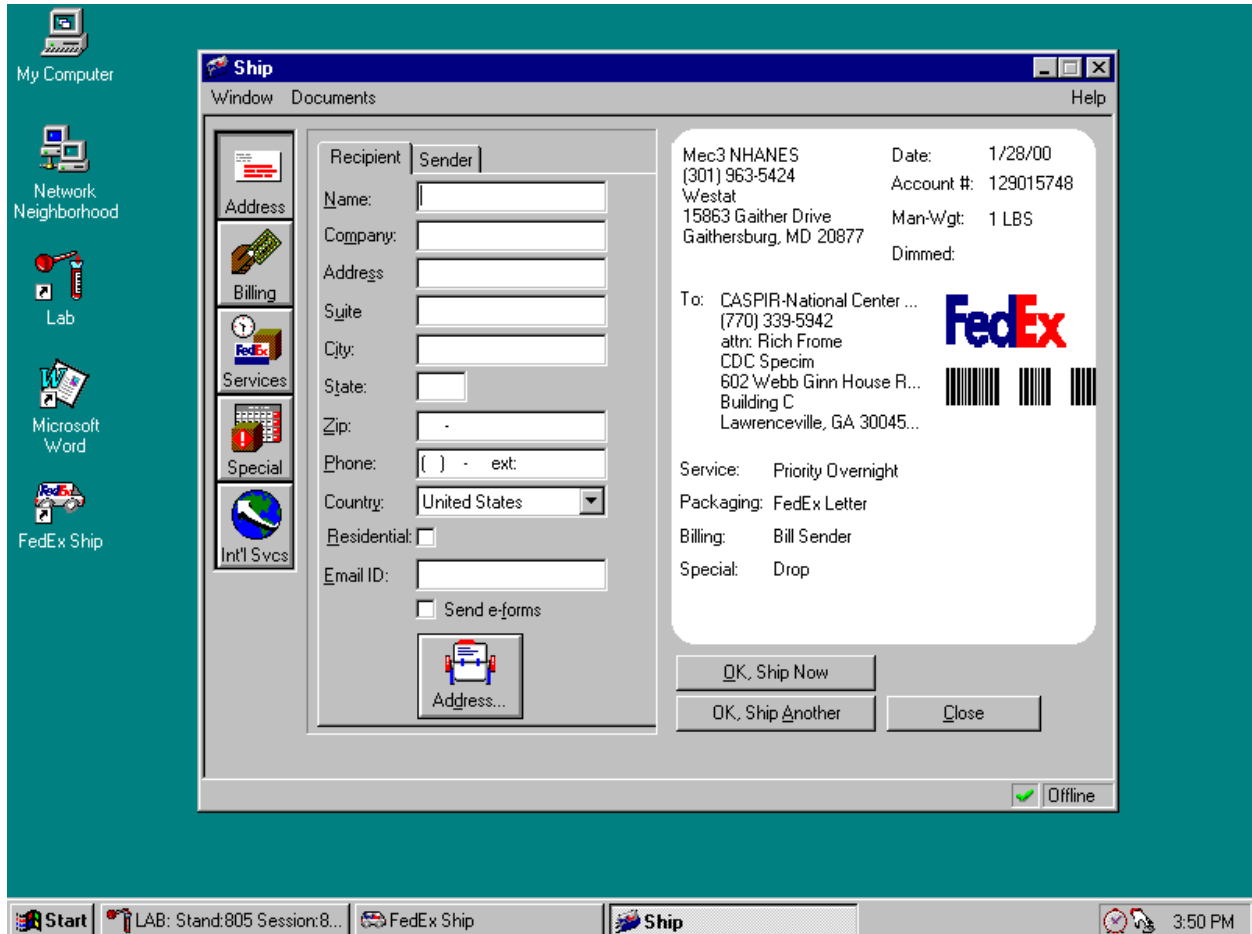 My Computer
Network
Neighborhood
Lab
Microsoft
Word
FedEx Ship
Ship
Window Documents Help
Address
Billing
FedEx
Services
Special
Int'l Svcs
Recipient Sender
Name:
Company:
Address
Suite
City:
State:
Zip: -
Phone: ( ) - ext:
Country: United States
Residential:
Email ID:
Send e-forms
Address...
Mec3 NHANES
(301) 963-5424
Westat
15863 Gaither Drive
Gaithersburg, MD 20877
Date: 1/28/00
Account #: 129015748
Man-Wgt: 1 LBS
Dimmed:
To: CASPIR-National Center ...
(770) 339-5942
attn: Rich Frome
CDC Specim
602 Webb Ginn House R...
Building C
Lawrenceville, GA 30045...
FedEx
Service: Priority Overnight
Packaging: FedEx Letter
Billing: Bill Sender
Special: Drop
OK, Ship Now
OK, Ship Another Close
Offline
Start LAB: Stand:805 Session:8... FedEx Ship Ship 3:50 PM